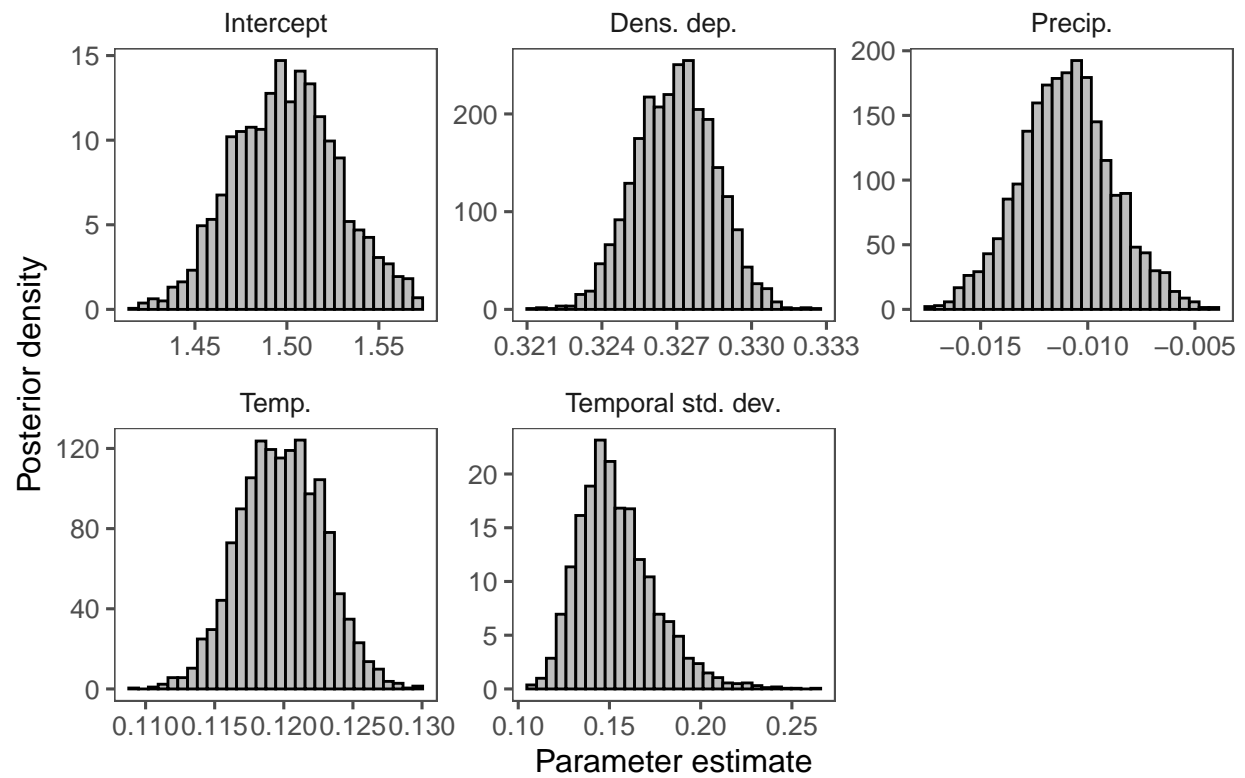 Intercept
Dens. dep.
Precip.
15
10
5
0
1.45 1.50 1.55
200
100
0
0.321 0.324 0.327 0.330 0.333
200
150
100
50
0
−0.015 −0.010 −0.005
Posterior density
Temp.
Temporal std. dev.
120
80
40
0
0.110 0.115 0.120 0.125 0.130
20
15
10
5
0
0.10 0.15 0.20 0.25
Parameter estimate